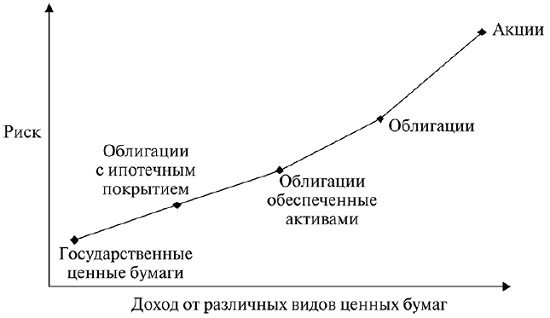 Акции
Риск
Облигации
Облигации
с ипотечным
покрытием
Облигации
обеспеченные
активами
Государственные
ценные бумаги
Доход от различных видов ценных бумаг